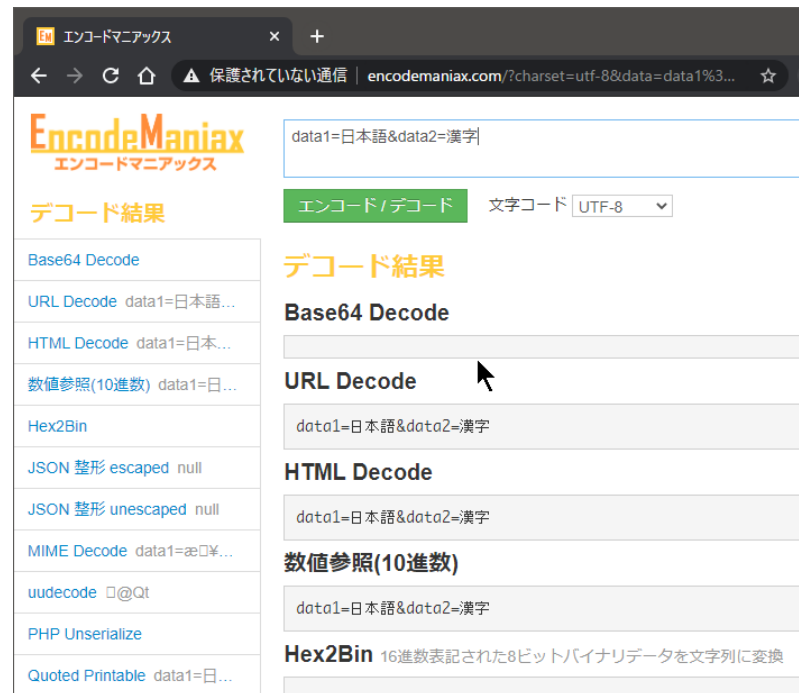 エンコードマニアックス
保護されていない通信 encodemaniax.com/?charset=utf-8&data=data1%3...
EncodeManiax
エンコードマニアックス
data1=日本語&data2=漢字
エンコード / デコード 文字コード UTF-8
デコード結果
Base64 Decode
URL Decode data1=日本語...
HTML Decode data1=日本...
数値参照(10進数) data1=日...
Hex2Bin
JSON 整形 escaped null
JSON 整形 unescaped null
MIME Decode data1=æ□¥...
uudecode □@Qt
PHP Unserialize
Quoted Printable data1=日...
デコード結果
Base64 Decode
URL Decode
data1=日本語&data2=漢字
HTML Decode
data1=日本語&data2=漢字
数値参照(10進数)
data1=日本語&data2=漢字
Hex2Bin 16進数表記された8ビットバイナリデータを文字列に変換